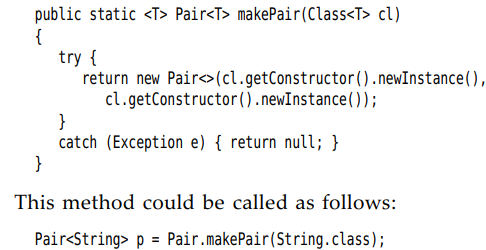 public static <T> Pair<T> makePair(Class<T> cl)
{
try {
return new Pair<>(cl.getConstructor().newInstance(),
cl.getConstructor().newInstance());
}
catch (Exception e) { return null; }
}
This method could be called as follows:
Pair<String> p = Pair.makePair(String.class);